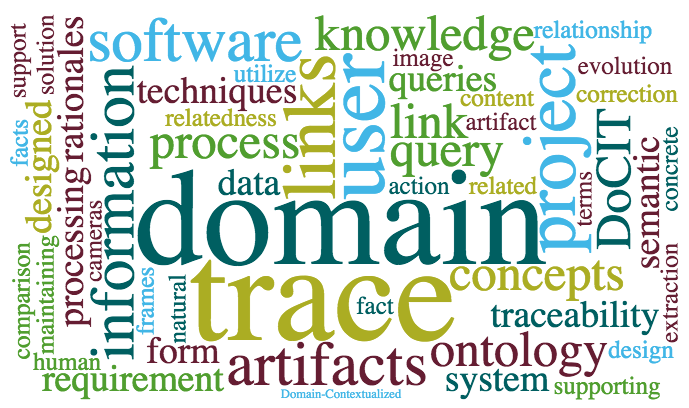 software
knowledge
relationship
support
solution
rationales
utilize
links
user
image
queries
project
evolution
techniques
content
correction
relatedness
link
artifact
facts
designed
information
process
query
DoCIT
semantic
concrete
processing
data
action
related
terms
domain
cameras
trace
concepts
comparison
maintaining
frames
natural
fact
traceability
extraction
form
artifacts
ontology
design
human
requirement
system
supporting
Domain-Contextualized